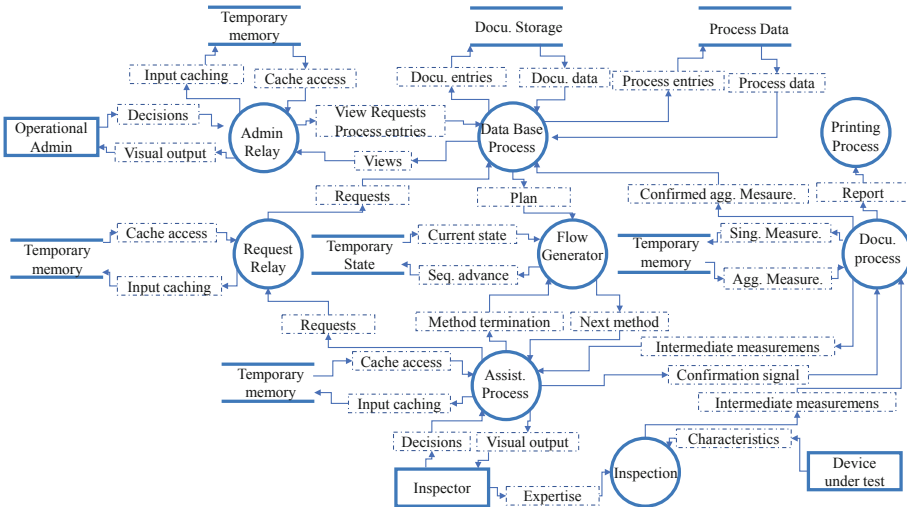 Temporary
memory
Docu. Storage
Process Data
Input caching
Cache access
Docu. entries
Docu. data
Process entries
Process data
Operational
Admin
Decisions
Visual output
Admin
Relay
View Requests
Process entries
Views
Data Base
Process
Printing
Process
Requests
Plan
Confirmed agg. Mesaure.
Report
Temporary
memory
Cache access
Input caching
Request
Relay
Temporary
State
Current state
Seq. advance
Flow
Generator
Temporary
memory
Sing. Measure.
Agg. Measure.
Docu.
process
Requests
Method termination
Next method
Intermediate measuremens
Temporary
memory
Cache access
Input caching
Assist.
Process
Confirmation signal
Intermediate measuremens
Decisions
Visual output
Characteristics
Inspector
Expertise
Inspection
Device
under test